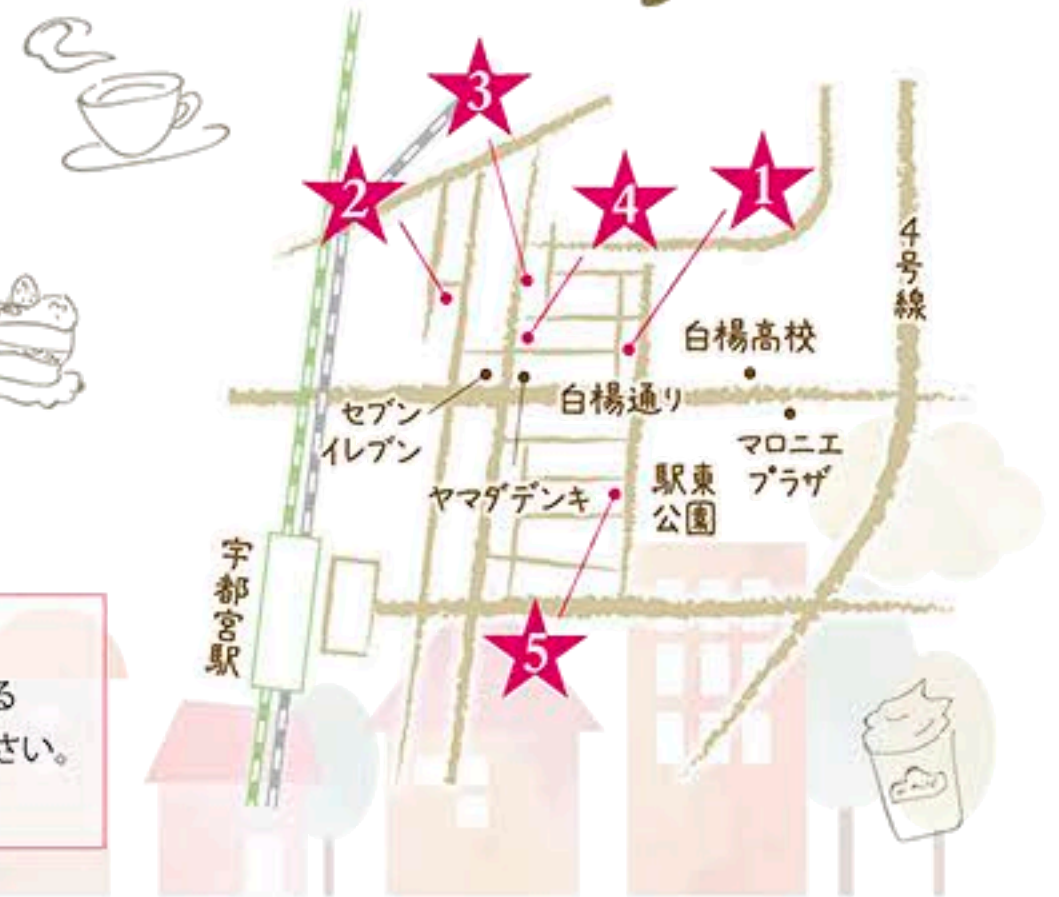 3
2
4
1
4号線
白楊高校
白楊通り
セブン
イレブン
マロニエ
プラザ
ヤマダデンキ
駅東
公園
宇都宮駅
5
る
さい。